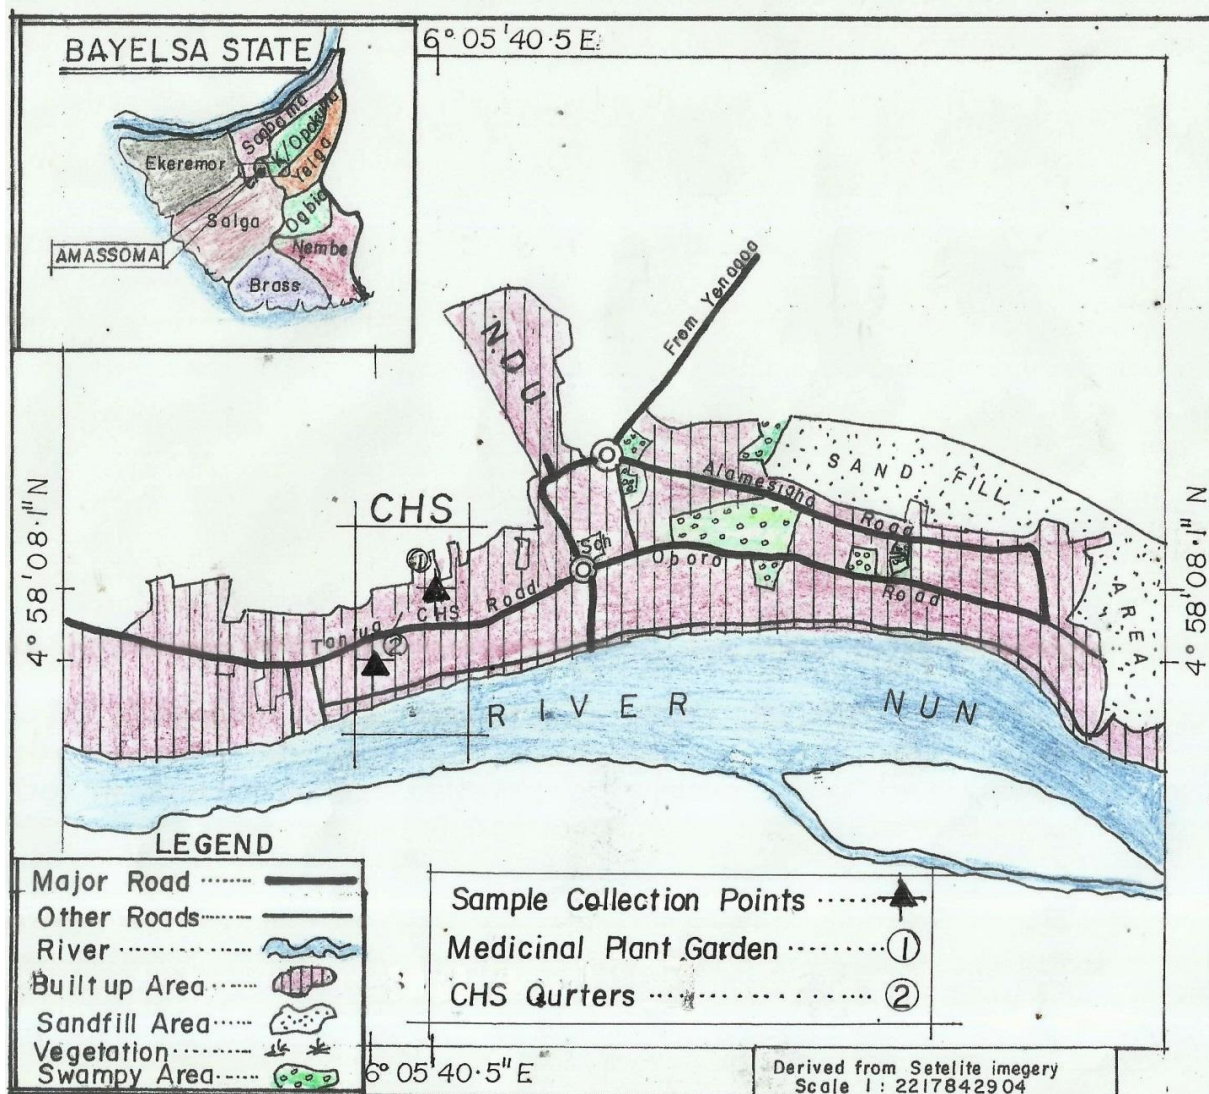 BAYELSA STATE
Sagbama
K/Opokuma
Ekeremor
Yelga
Salga
Ogbia
AMASSOMA
Nembe
Brass
6° 05'40.5 E
From Yenagoa
N.D.U
SAND FILL
AREA
Alamesigha Road
CHS
4° 58'08.1" N
4° 58'08.1" N
①
Sch
Oboro Road
CHS
Tantua Road
②
RIVER NUN
LEGEND
Major Road
Other Roads
River
Built up Area
Sandfill Area
Vegetation
Swampy Area
Sample Collection Points
Medicinal Plant Garden ①
CHS Qurters ②
6° 05'40.5" E
Derived from Setelite imegery
Scale 1: 2217842904